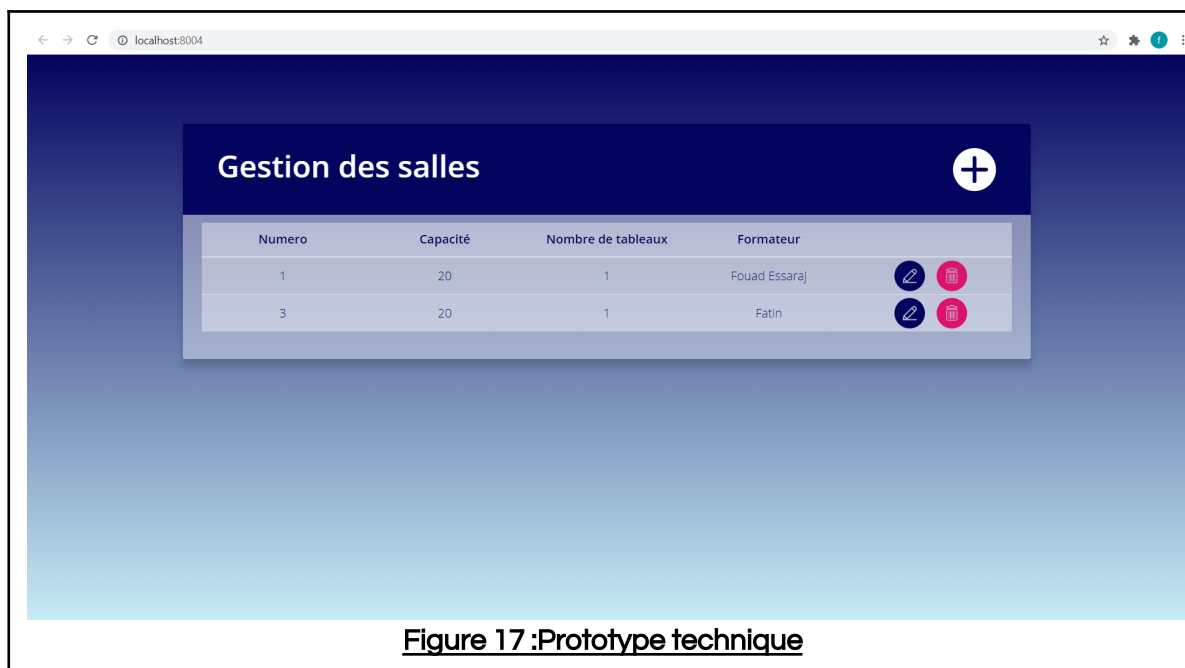 localhost:8004
Gestion des salles
Numero Capacité Nombre de tableaux Formateur
1 20 1 Fouad Essaraj
3 20 1 Fatin
Figure 17 :Prototype technique